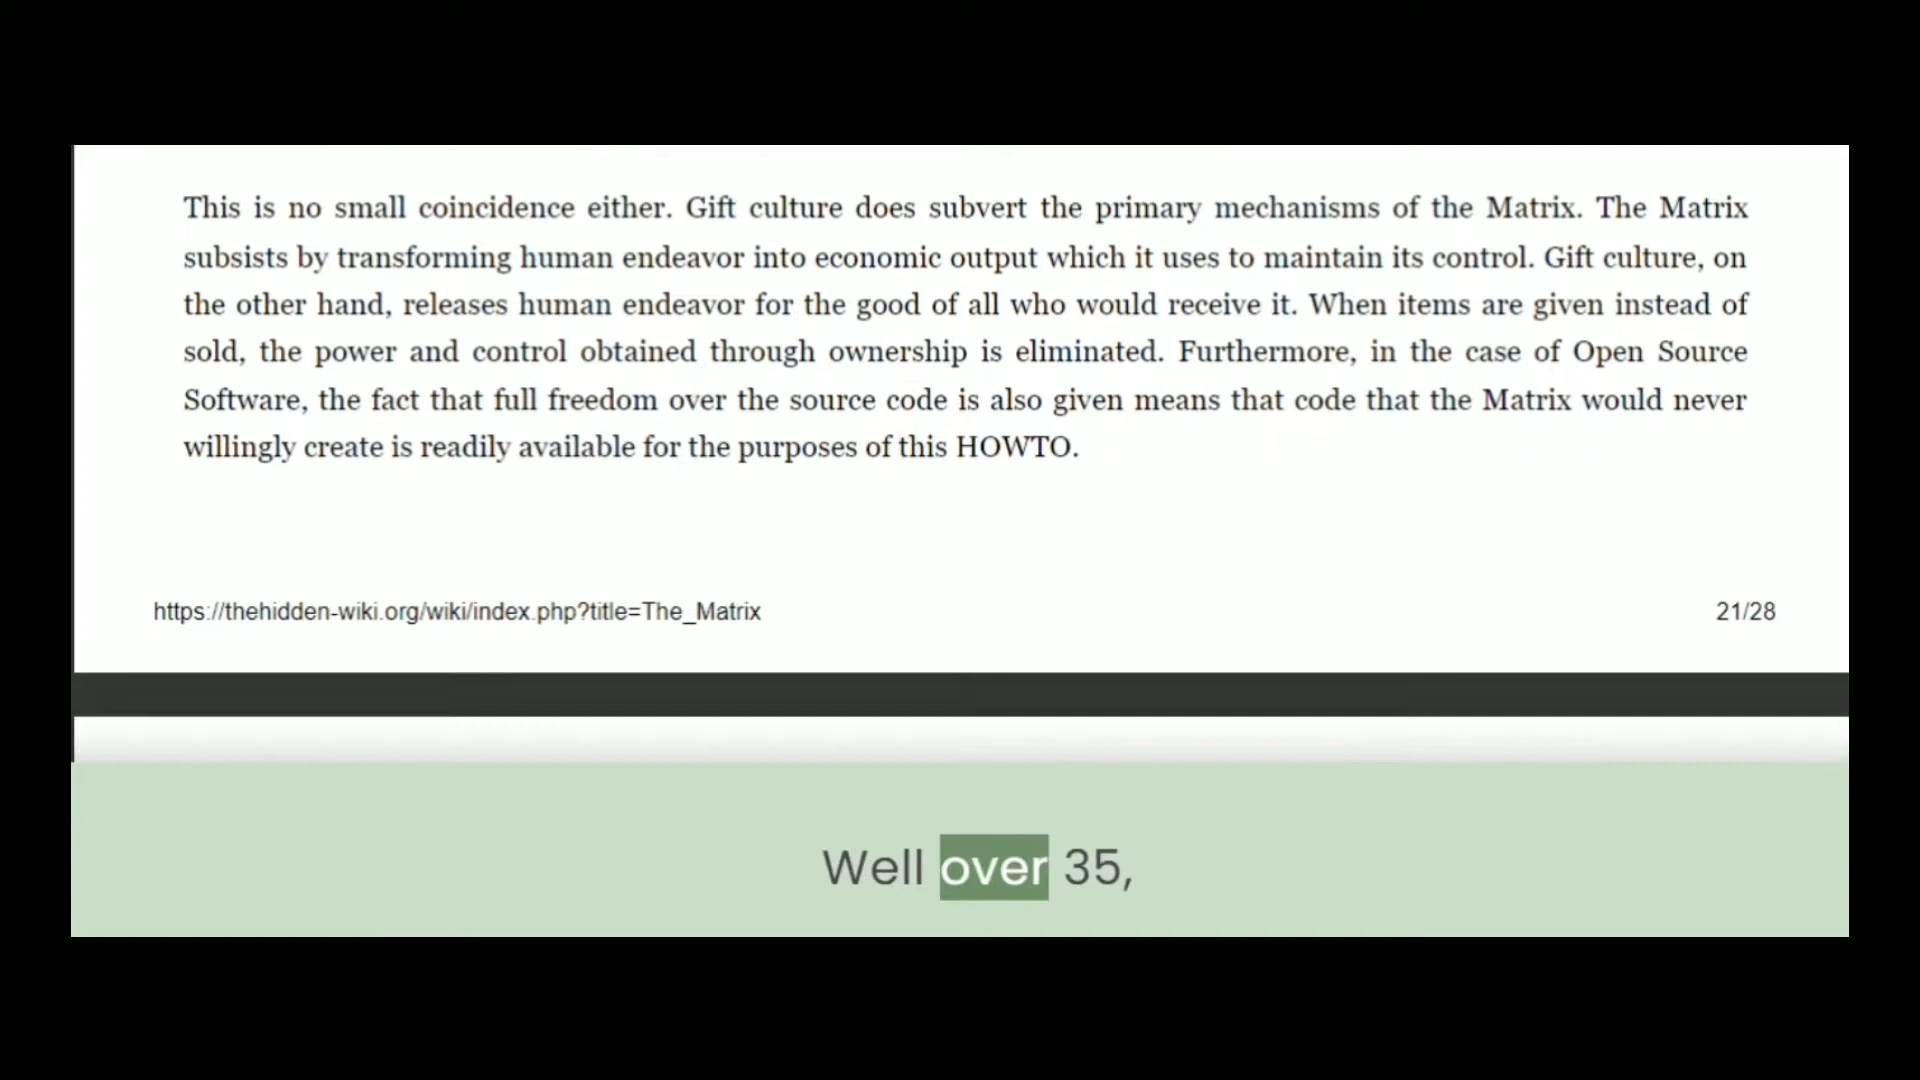 This is no small coincidence either. Gift culture does subvert the primary mechanisms of the Matrix. The Matrix
subsists by transforming human endeavor into economic output which it uses to maintain its control. Gift culture, on
the other hand, releases human endeavor for the good of all who would receive it. When items are given instead of
sold, the power and control obtained through ownership is eliminated. Furthermore, in the case of Open Source
Software, the fact that full freedom over the source code is also given means that code that the Matrix would never
willingly create is readily available for the purposes of this HOWTO.
https://thehidden-wiki.org/wiki/index.php?title=The_Matrix 21/28
Well over 35,